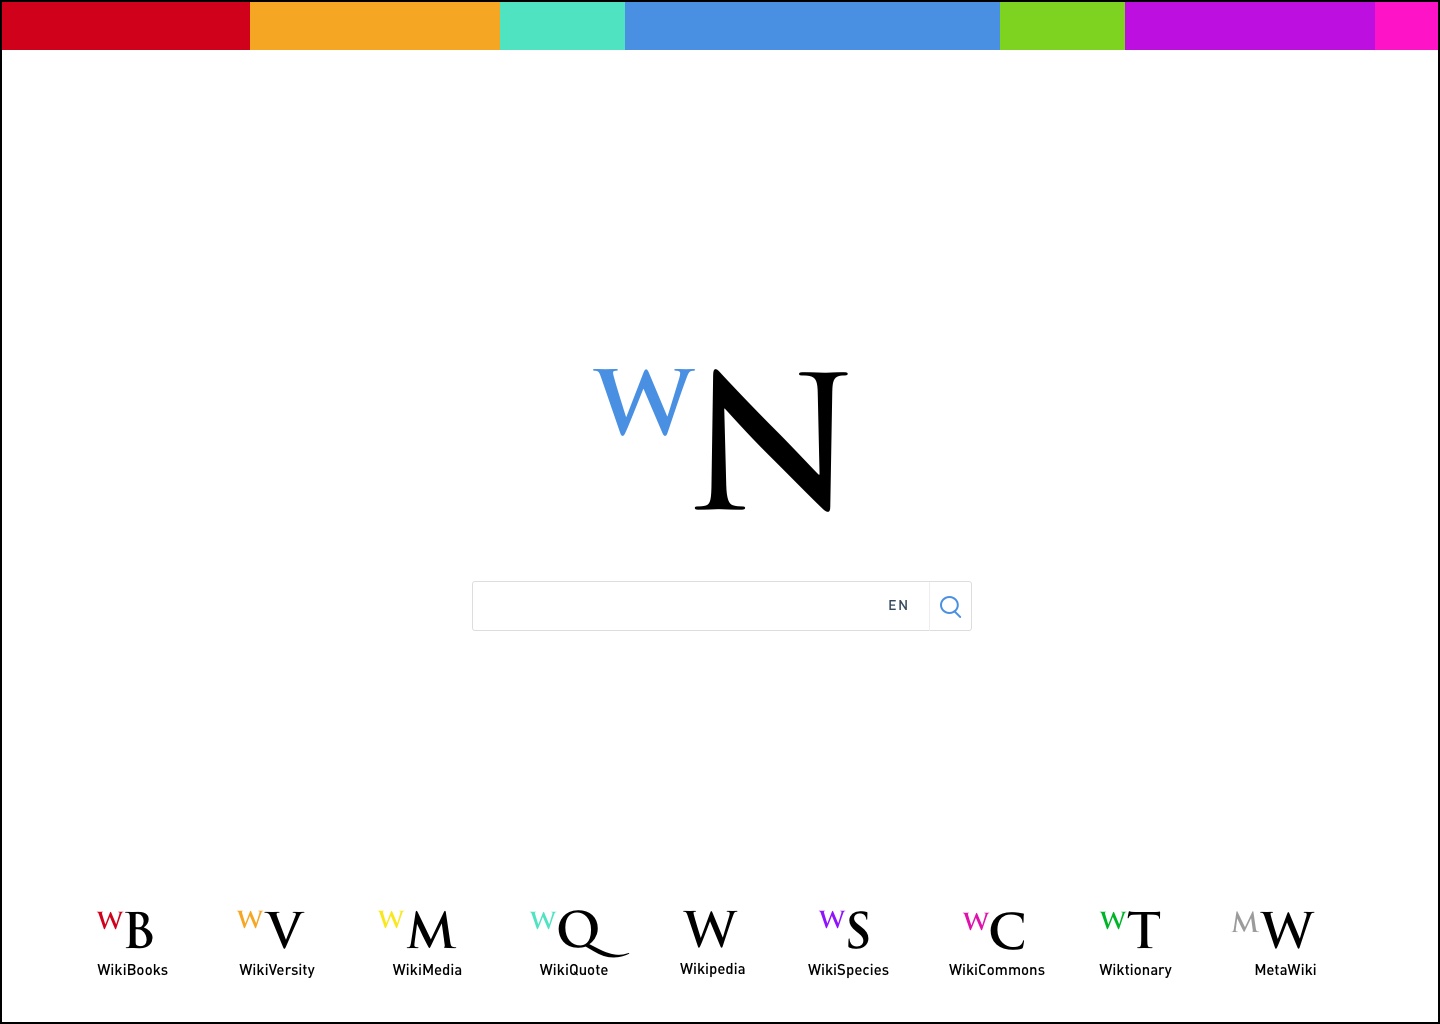 WN
EN
WB WV WM WQ W WS WC WT MW
WikiBooks WikiVersity WikiMedia WikiQuote Wikipedia WikiSpecies WikiCommons Wiktionary MetaWiki